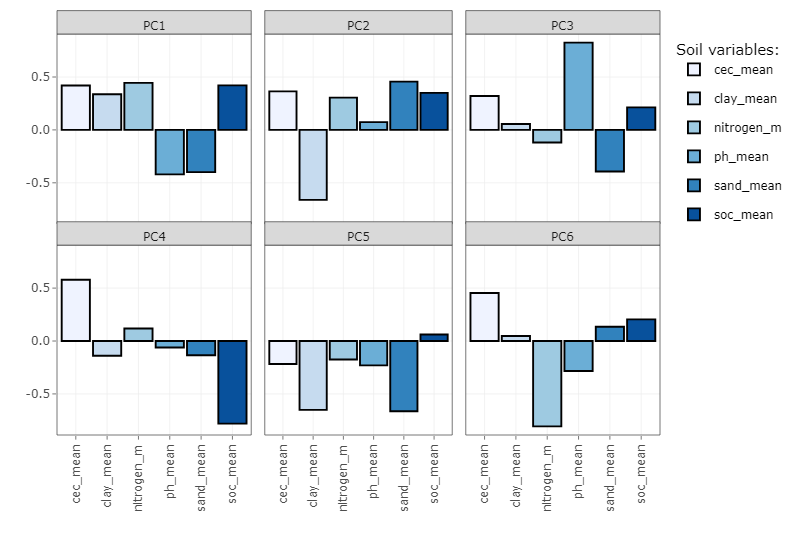 PC1
PC2
PC3
0.5
0.0
-0.5
PC4
PC5
PC6
0.5
0.0
-0.5
cec_mean
clay_mean
nitrogen_m
ph_mean
sand_mean
soc_mean
cec_mean
clay_mean
nitrogen_m
ph_mean
sand_mean
soc_mean
cec_mean
clay_mean
nitrogen_m
ph_mean
sand_mean
soc_mean
Soil variables:
cec_mean
clay_mean
nitrogen_m
ph_mean
sand_mean
soc_mean